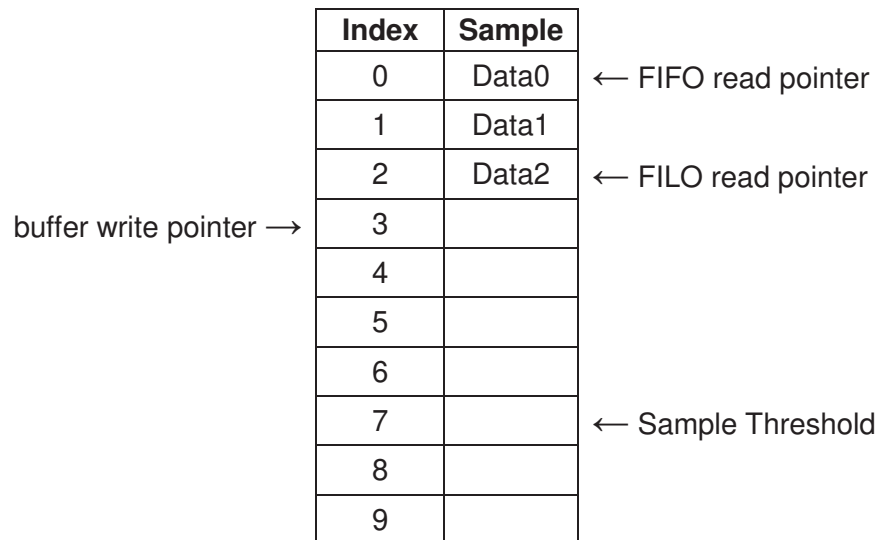 Index Sample
0 Data0 ← FIFO read pointer
1 Data1
2 Data2 ← FILO read pointer
buffer write pointer → 3
4
5
6
7 ← Sample Threshold
8
9